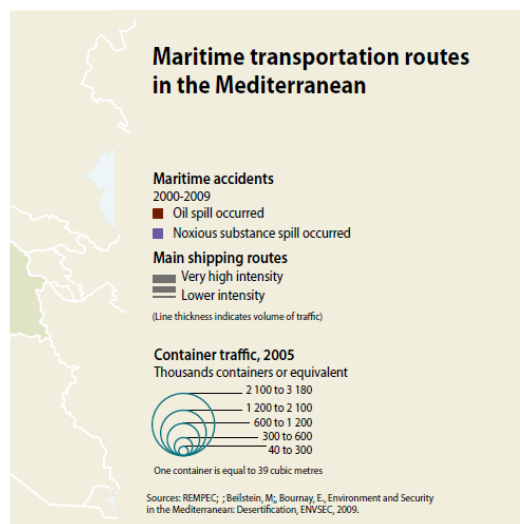 Maritime transportation routes
in the Mediterranean
Maritime accidents
2000-2009
Oil spill occurred
Noxious substance spill occurred
Main shipping routes
Very high intensity
Lower intensity
(Line thickness indicates volume of traffic)
Container traffic, 2005
Thousands containers or equivalent
2 100 to 3 180
1 200 to 2 100
600 to 1 200
300 to 600
40 to 300
One container is equal to 39 cubic metres
Sources: REMPEC; ; Beilstein, M;, Bournay, E., Environment and Security
in the Mediterranean: Desertification, ENVSEC, 2009.